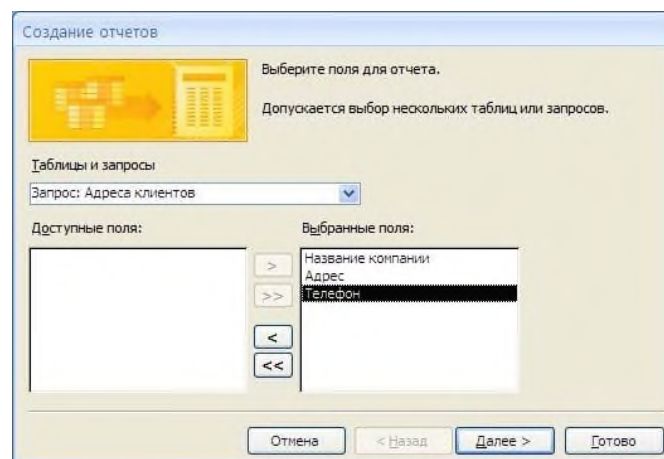 Создание отчетов
Выберите поля для отчета.
Допускается выбор нескольких таблиц или запросов.
Таблицы и запросы
Запрос: Адреса клиентов
Доступные поля:
Выбранные поля:
>
>>
<
<<
Название компании
Адрес
Телефон
Отмена
< Назад
Далее >
Готово